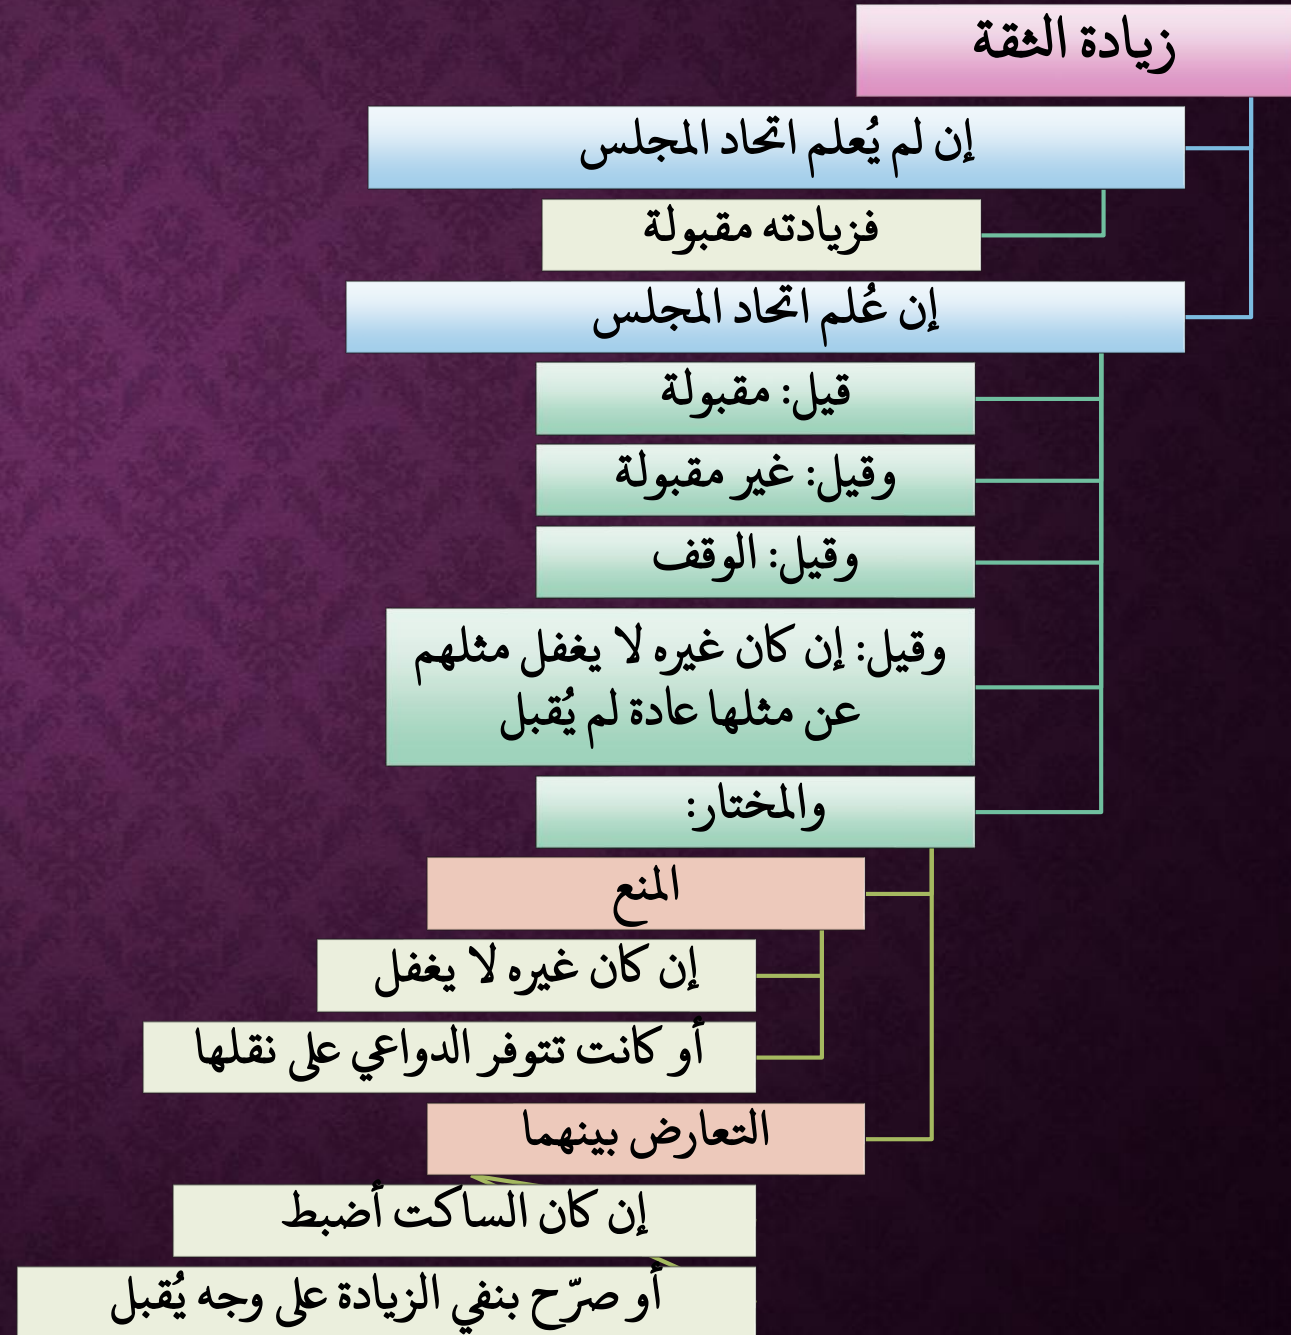 زيادة الثقة
إن لم يُعلم اتحاد المجلس
فزيادته مقبولة
إن عُلم اتحاد المجلس
قيل: مقبولة
وقيل: غير مقبولة
وقيل: الوقف
وقيل: إن كان غيره لا يغفل مثلهم
عن مثلها عادة لم يُقبل
والمختار:
المنع
إن كان غيره لا يغفل
أو كانت تتوفر الدواعي على نقلها
التعارض بينهما
إن كان الساكت أضبط
أو صرّح بنفي الزيادة على وجه يُقبل